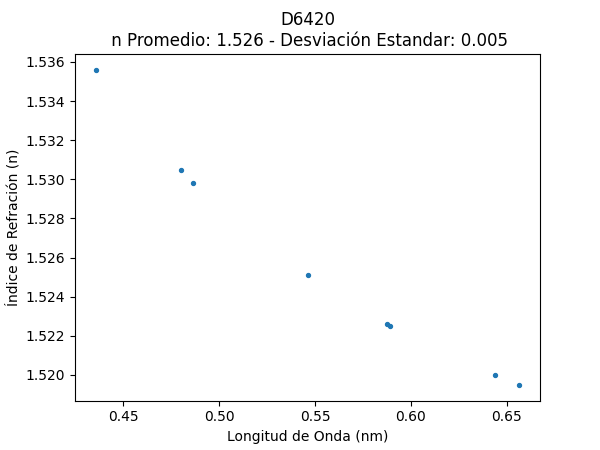 D6420
n Promedio: 1.526 - Desviación Estandar: 0.005
1.536
1.534
1.532
1.530
1.528
1.526
1.524
1.522
1.520
Índice de Refración (n)
0.45 0.50 0.55 0.60 0.65
Longitud de Onda (nm)